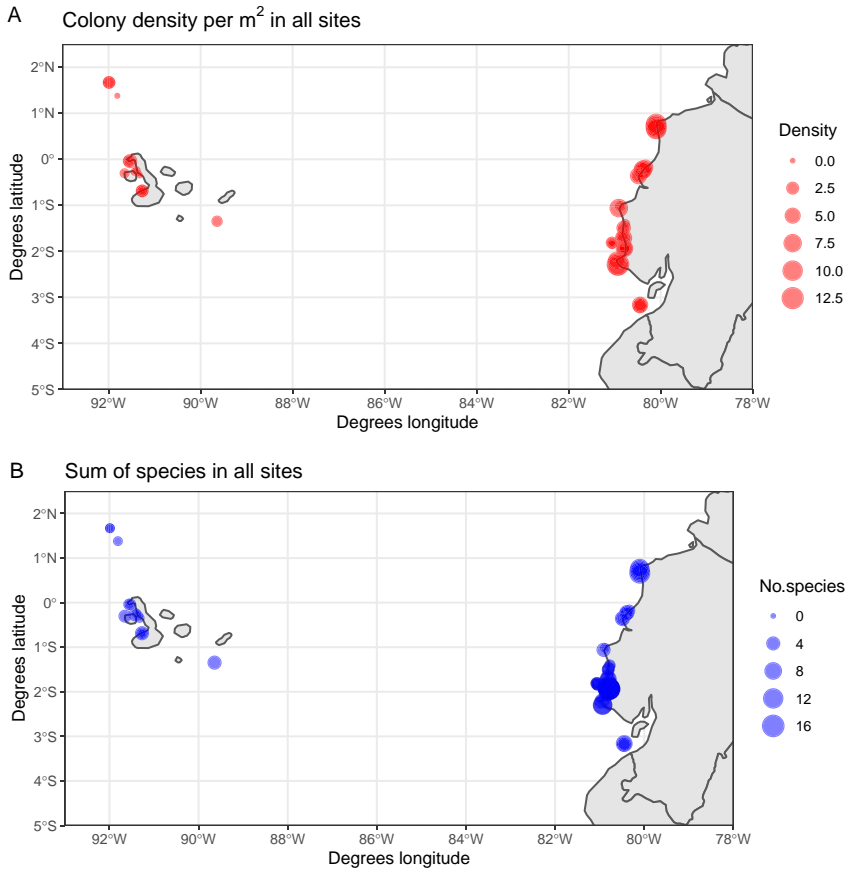 A
Colony density per m² in all sites
2°N
1°N
0°
1°S
2°S
3°S
4°S
5°S
Degrees latitude
92°W
90°W
88°W
86°W
84°W
82°W
80°W
78°W
Degrees longitude
Density
0.0
2.5
5.0
7.5
10.0
12.5
B
Sum of species in all sites
2°N
1°N
0°
1°S
2°S
3°S
4°S
5°S
Degrees latitude
92°W
90°W
88°W
86°W
84°W
82°W
80°W
78°W
Degrees longitude
No.species
0
4
8
12
16